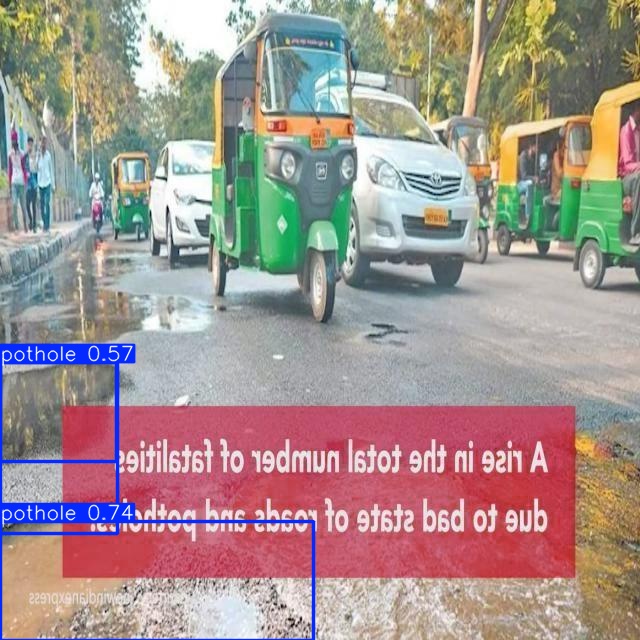 pothole 0.57
A rise in the total number of fatalities
pothole 0.74
due to bad state of roads and potholes.